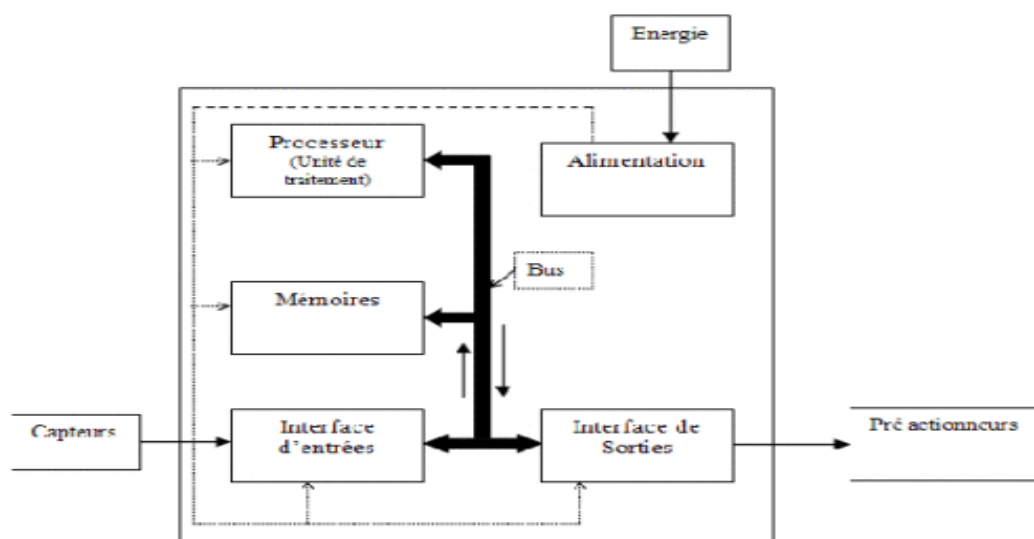 Energie
Processeur
(Unité de
traitement)
Alimentation
Bus
Mémoires
Capteurs
Interface
d'entrées
Interface de
Sorties
Pré actionneurs